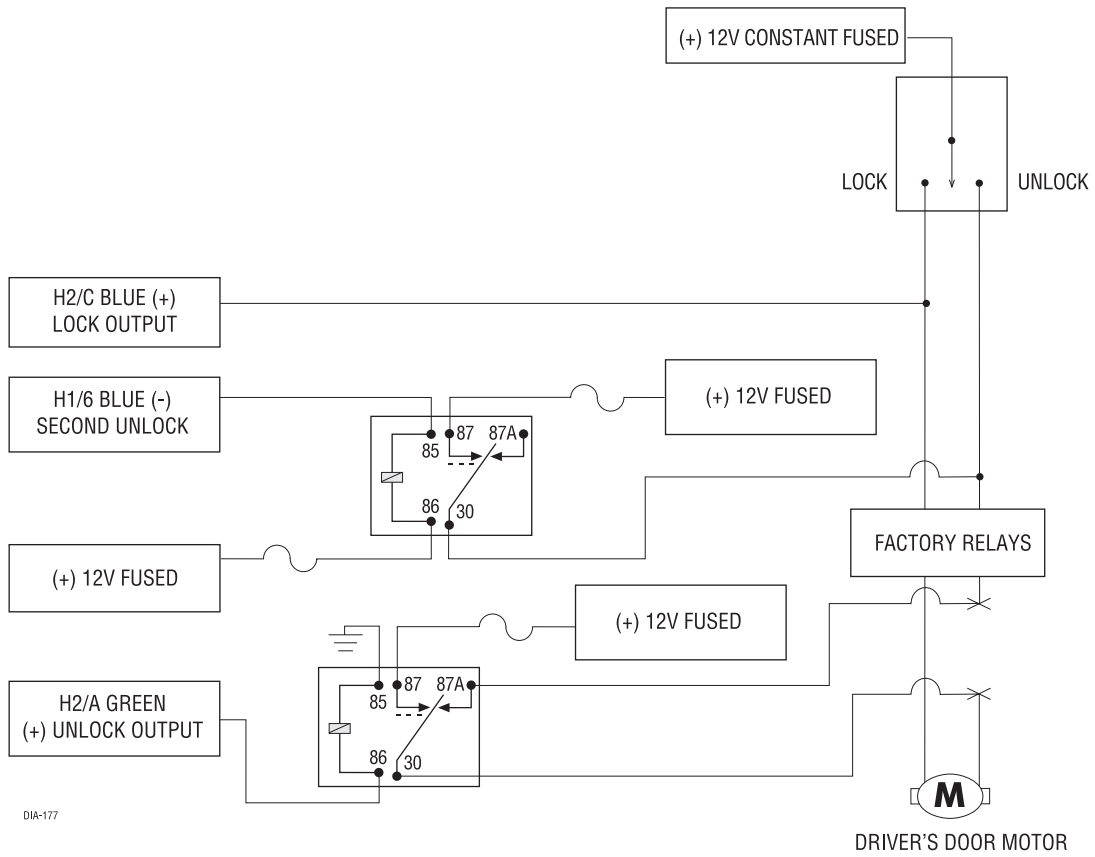 (+) 12V CONSTANT FUSED
LOCK
UNLOCK
H2/C BLUE (+)
LOCK OUTPUT
H1/6 BLUE (-)
SECOND UNLOCK
(+) 12V FUSED
87
87A
85
86
30
FACTORY RELAYS
(+) 12V FUSED
(+) 12V FUSED
87
87A
85
H2/A GREEN
(+) UNLOCK OUTPUT
86
30
M
DIA-177
DRIVER'S DOOR MOTOR